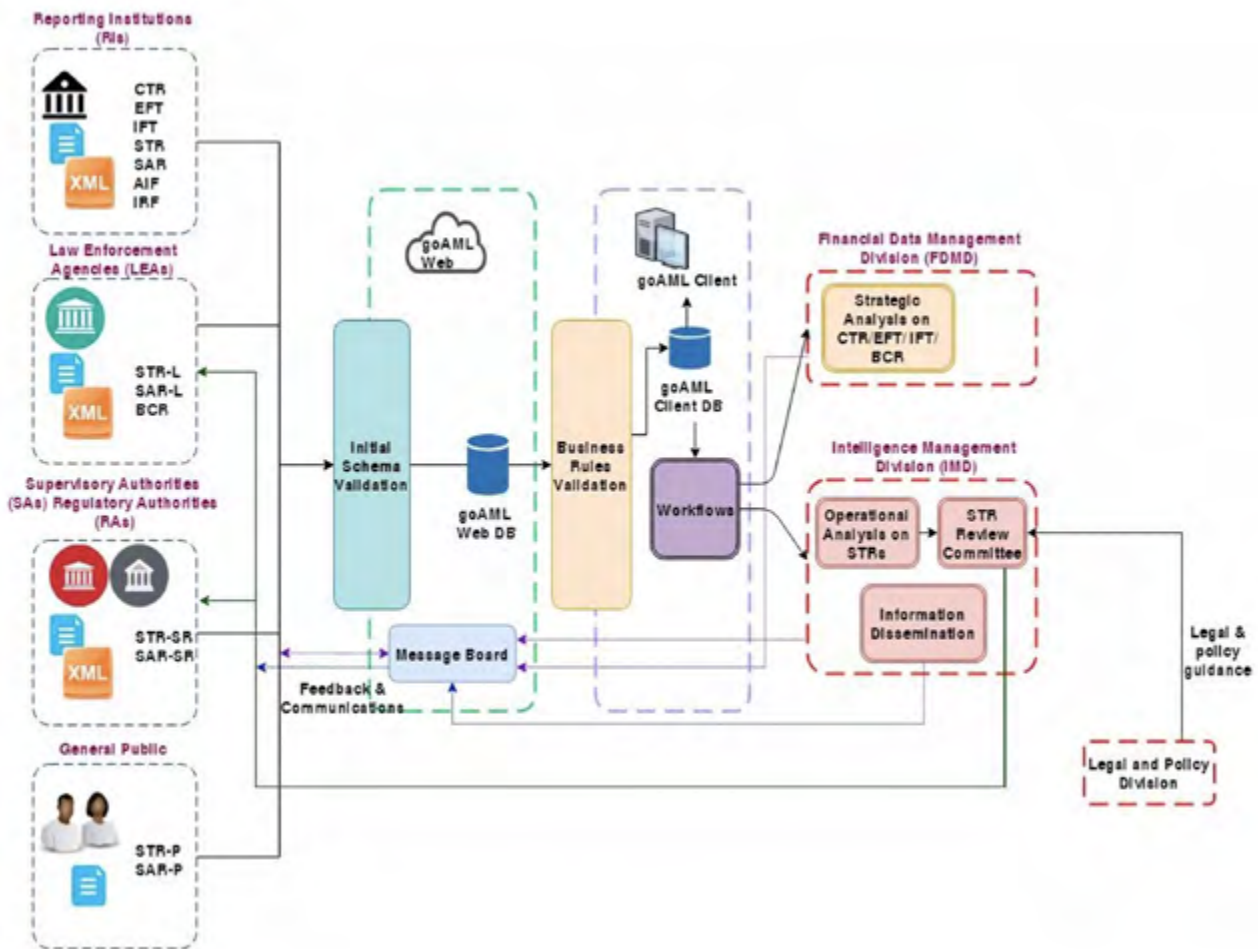 Reporting Institutions
(RIs)
CTR
EFT
IFT
STR
SAR
AIF
IRF
XML
Law Enforcement
Agencies (LEAs)
STR-L
SAR-L
BCR
XML
Supervisory Authorities
(SAs) Regulatory Authorities
(RAs)
STR-SR
SAR-SR
XML
General Public
STR-P
SAR-P
goAML
Web
Initial
Schema
Validation
goAML
Web DB
Message Board
Feedback &
Communications
Business
Rules
Validation
goAML Client
goAML
Client DB
Workflows
Financial Data Management
Division (FDMD)
Strategic
Analysis on
CTR/EFT/IFT/
BCR
Intelligence Management
Division (IMD)
Operational
Analysis on
STRs
STR
Review
Committee
Information
Dissemination
Legal &
policy
guidance
Legal and Policy
Division